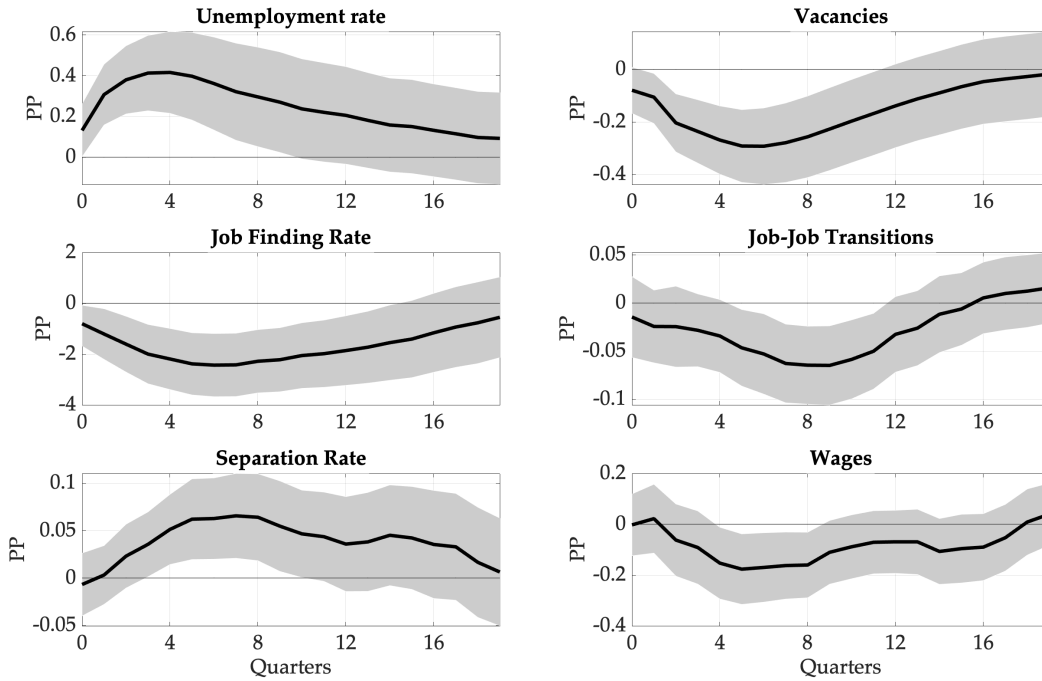 Unemployment rate
PP
0.6
0.4
0.2
0
0 4 8 12 16
Vacancies
PP
0
-0.2
-0.4
0 4 8 12 16
Job Finding Rate
PP
2
0
-2
-4
0 4 8 12 16
Job-Job Transitions
PP
0.05
0
-0.05
-0.1
0 4 8 12 16
Separation Rate
PP
0.1
0.05
0
-0.05
0 4 8 12 16
Quarters
Wages
PP
0.2
0
-0.2
-0.4
0 4 8 12 16
Quarters